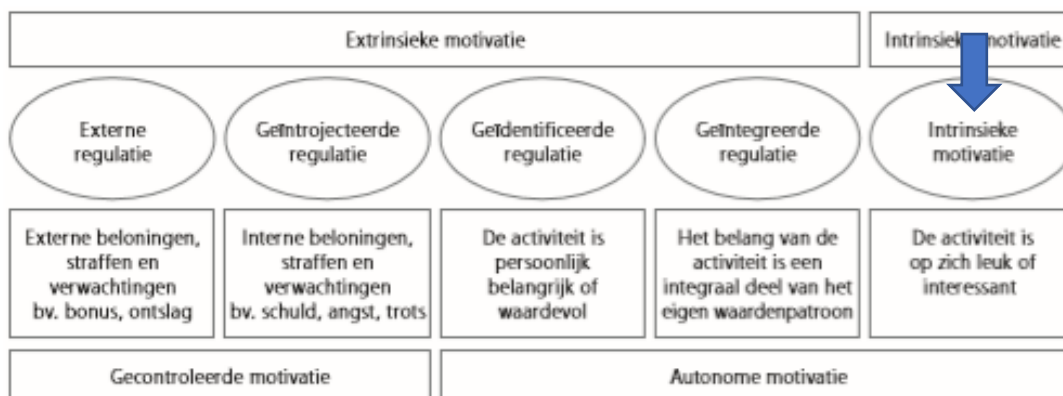 Extrinsieke motivatie
Intrinsieke motivatie
Externe
regulatie
Geïntrojecteerde
regulatie
Geïdentificeerde
regulatie
Geïntegreerde
regulatie
Intrinsieke
motivatie
Externe beloningen,
straffen en
verwachtingen
bv. bonus, ontslag
Interne beloningen,
straffen en
verwachtingen
bv. schuld, angst, trots
De activiteit is
persoonlijk
belangrijk of
waardevol
Het belang van de
activiteit is een
integraal deel van het
eigen waardenpatroon
De activiteit is
op zich leuk of
interessant
Gecontroleerde motivatie
Autonome motivatie